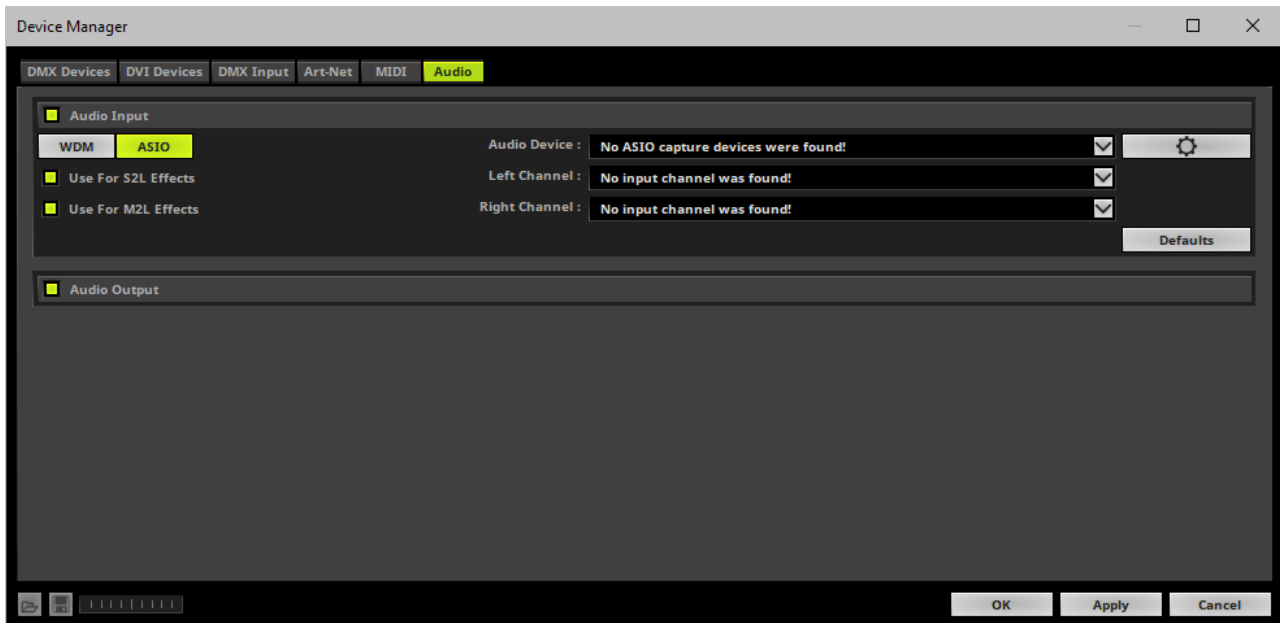 Device Manager
DMX Devices DVI Devices DMX Input Art-Net MIDI Audio
Audio Input
WDM ASIO Audio Device : No ASIO capture devices were found!
Use For S2L Effects Left Channel : No input channel was found!
Use For M2L Effects Right Channel : No input channel was found!
Defaults
Audio Output
OK Apply Cancel